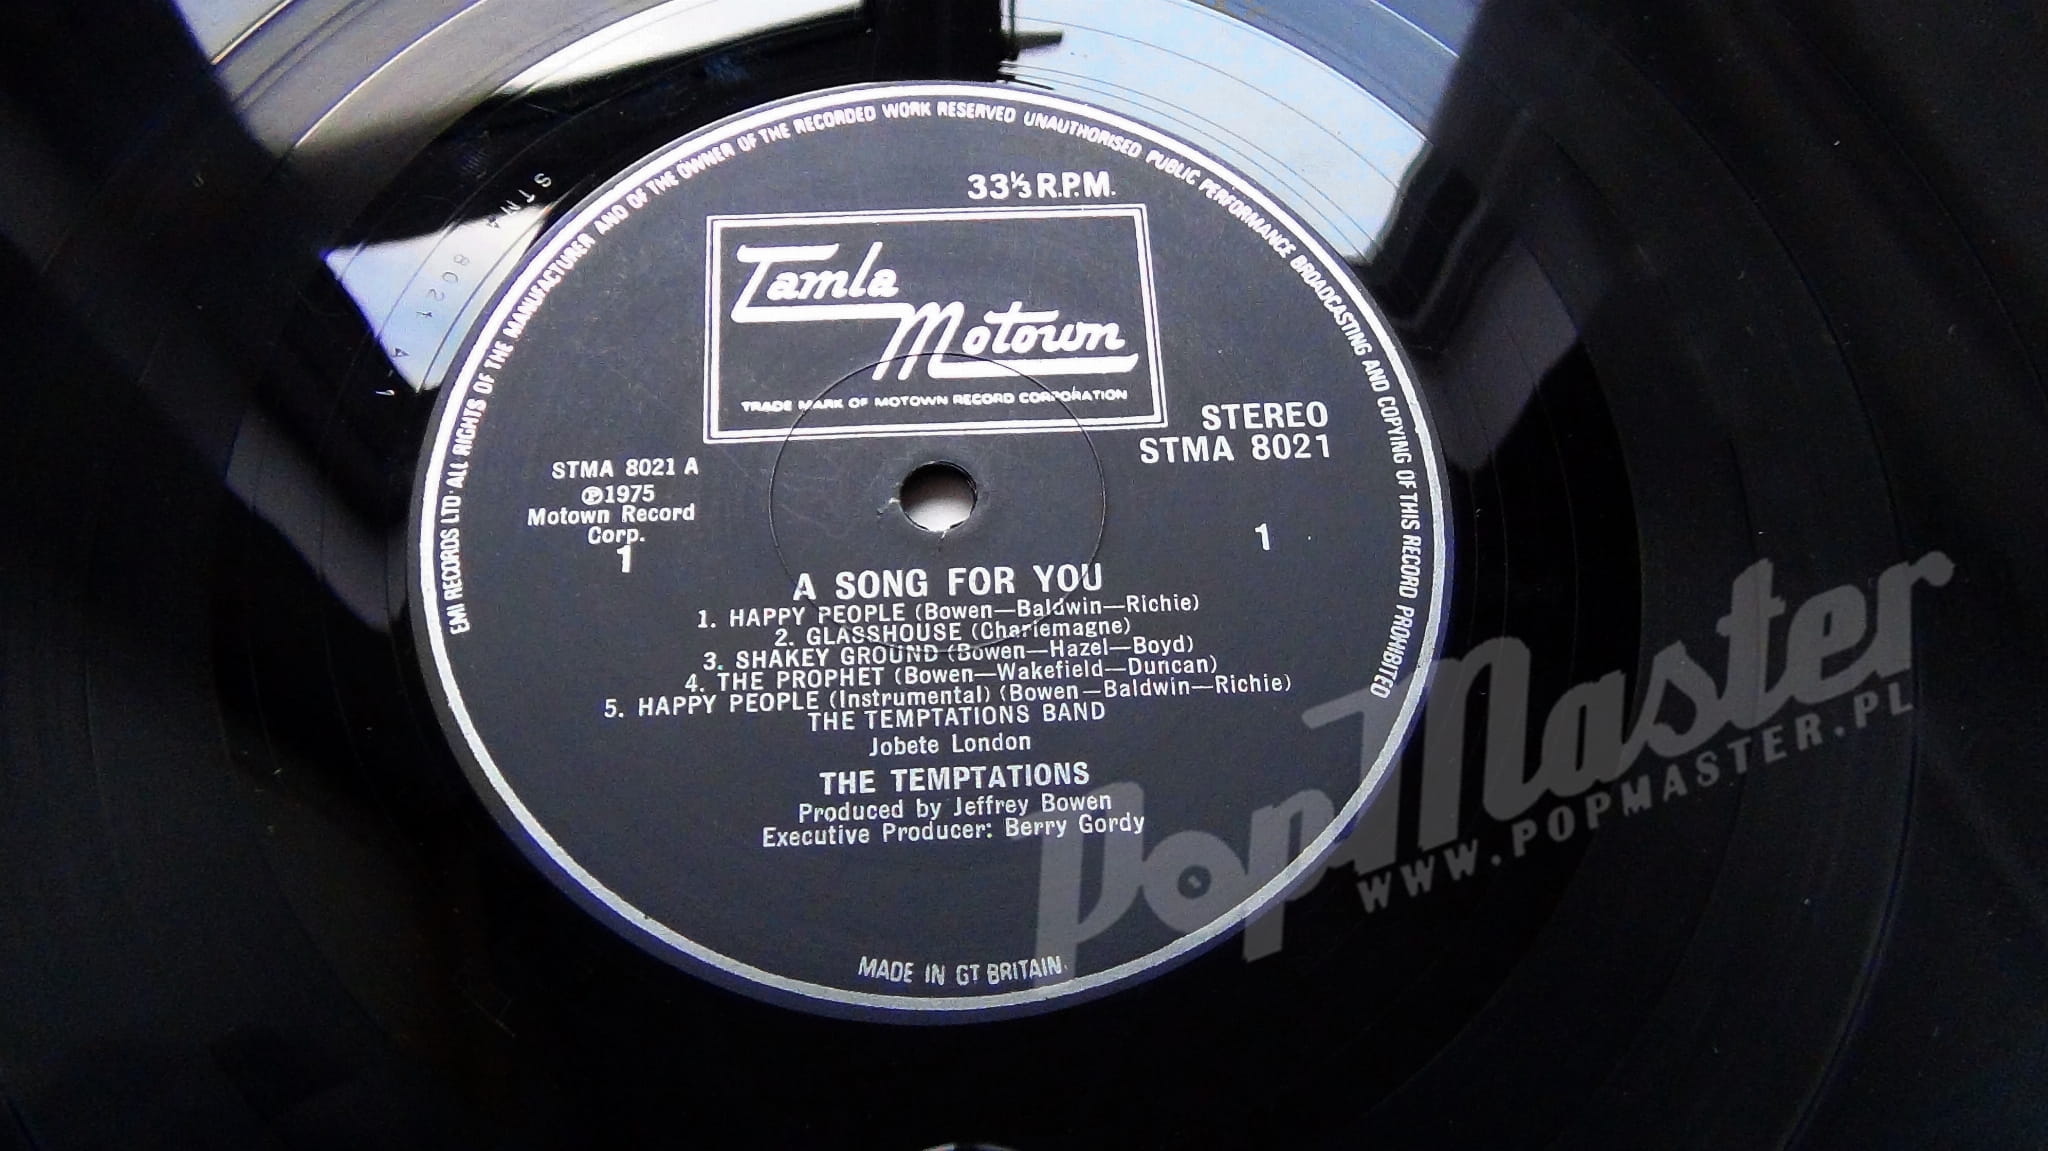 EMI RECORDS LTD· ALL RIGHTS OF THE MANUFACTURER AND OF THE OWNER OF THE RECORDED WORK RESERVED UNAUTHORISED PUBLIC PERFORMANCE BROADCASTING AND COPYING OF THIS RECORD PROHIBITED
33⅓ R.P.M.
Tamla
Motown
TRADE MARK OF MOTOWN RECORD CORPORATION
STEREO
STMA 8021
STMA 8021 A
℗1975
Motown Record
Corp.
1
1
A SONG FOR YOU
1. HAPPY PEOPLE (Bowen—Baldwin—Richie)
2. GLASSHOUSE (Charlemagne)
3. SHAKEY GROUND (Bowen—Hazel—Boyd)
4. THE PROPHET (Bowen—Wakefield—Duncan)
5. HAPPY PEOPLE (Instrumental) (Bowen—Baldwin—Richie)
THE TEMPTATIONS BAND
Jobete London
THE TEMPTATIONS
Produced by Jeffrey Bowen
Executive Producer: Berry Gordy
MADE IN GT BRITAIN
STMA 8021 A-1
PopMaster
WWW.POPMASTER.PL